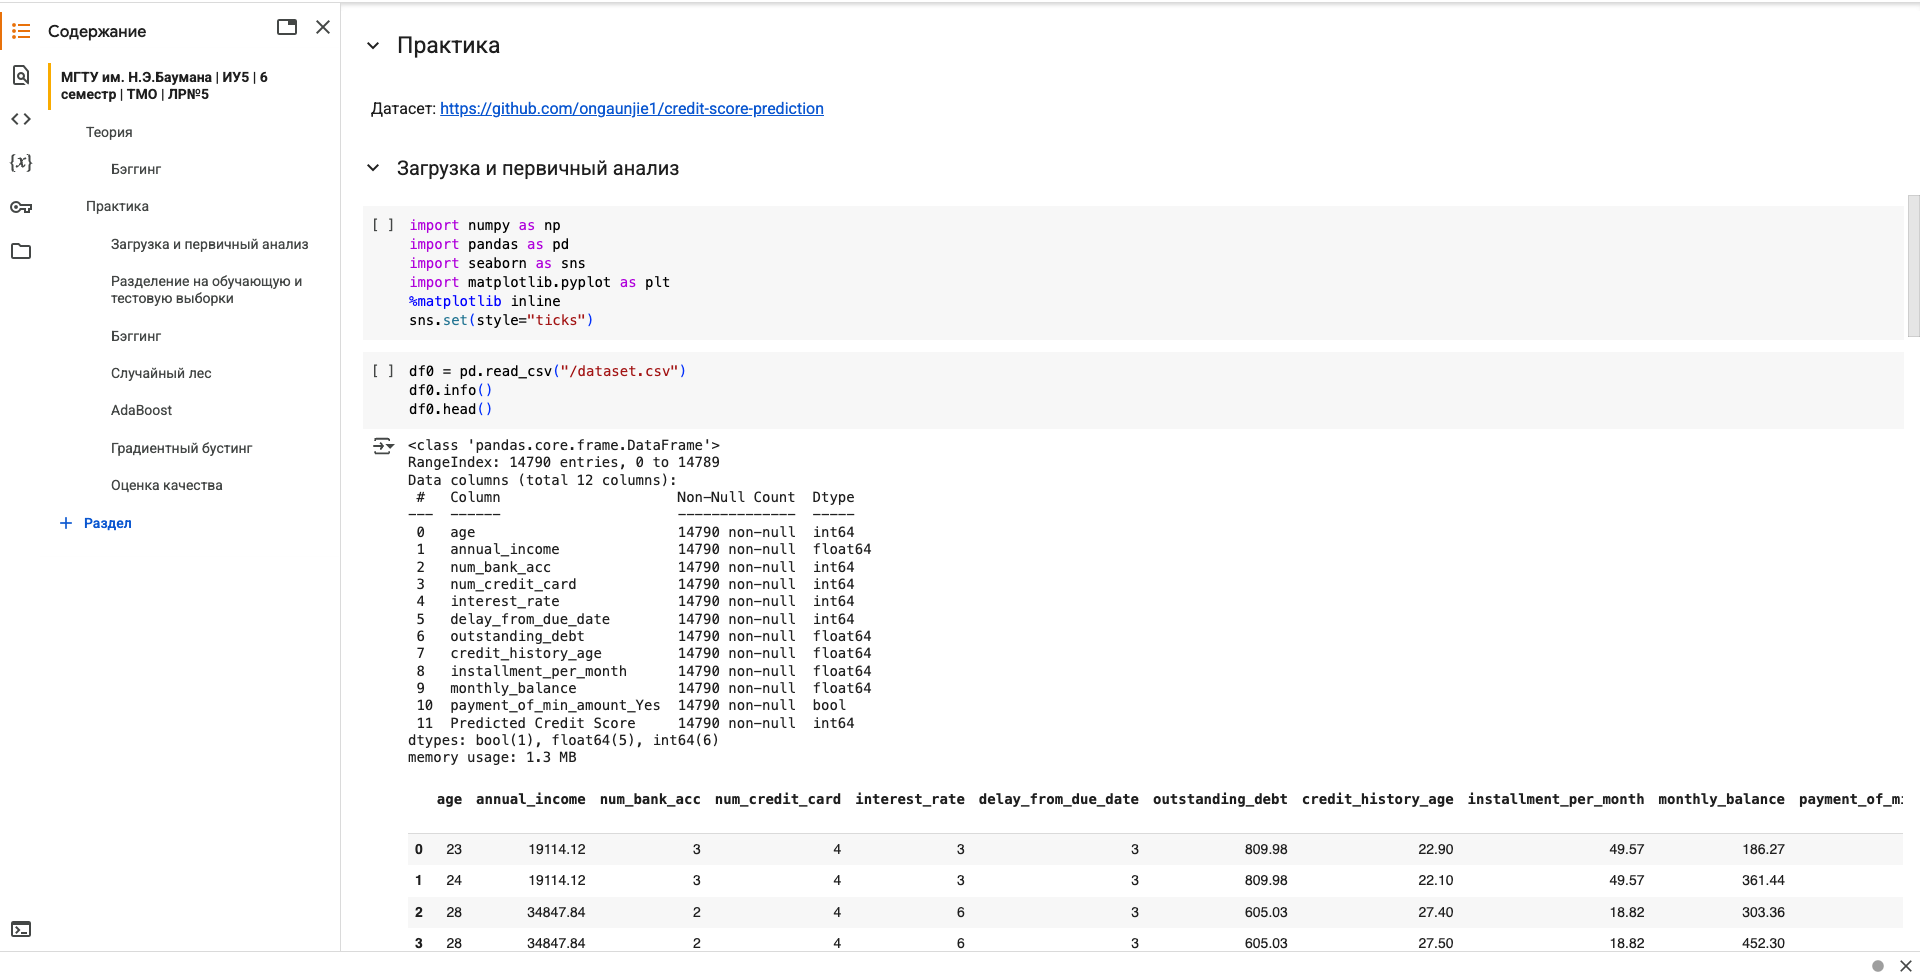 Содержание
МГТУ им. Н.Э.Баумана | ИУ5 | 6
семестр | ТМО | ЛР№5
Теория
Бэггинг
Практика
Загрузка и первичный анализ
Разделение на обучающую и
тестовую выборки
Бэггинг
Случайный лес
AdaBoost
Градиентный бустинг
Оценка качества
+ Раздел
Практика
Датасет: https://github.com/ongaunjie1/credit-score-prediction
Загрузка и первичный анализ
[ ] import numpy as np
import pandas as pd
import seaborn as sns
import matplotlib.pyplot as plt
%matplotlib inline
sns.set(style="ticks")
[ ] df0 = pd.read_csv("/dataset.csv")
df0.info()
df0.head()
<class 'pandas.core.frame.DataFrame'>
RangeIndex: 14790 entries, 0 to 14789
Data columns (total 12 columns):
# Column Non-Null Count Dtype
--- ------ -------------- -----
0 age 14790 non-null int64
1 annual_income 14790 non-null float64
2 num_bank_acc 14790 non-null int64
3 num_credit_card 14790 non-null int64
4 interest_rate 14790 non-null int64
5 delay_from_due_date 14790 non-null int64
6 outstanding_debt 14790 non-null float64
7 credit_history_age 14790 non-null float64
8 installment_per_month 14790 non-null float64
9 monthly_balance 14790 non-null float64
10 payment_of_min_amount_Yes 14790 non-null bool
11 Predicted Credit Score 14790 non-null int64
dtypes: bool(1), float64(5), int64(6)
memory usage: 1.3 MB
age annual_income num_bank_acc num_credit_card interest_rate delay_from_due_date outstanding_debt credit_history_age installment_per_month monthly_balance payment_of_mi
0 23 19114.12 3 4 3 3 809.98 22.90 49.57 186.27
1 24 19114.12 3 4 3 3 809.98 22.10 49.57 361.44
2 28 34847.84 2 4 6 3 605.03 27.40 18.82 303.36
3 28 34847.84 2 4 6 3 605.03 27.50 18.82 452.30